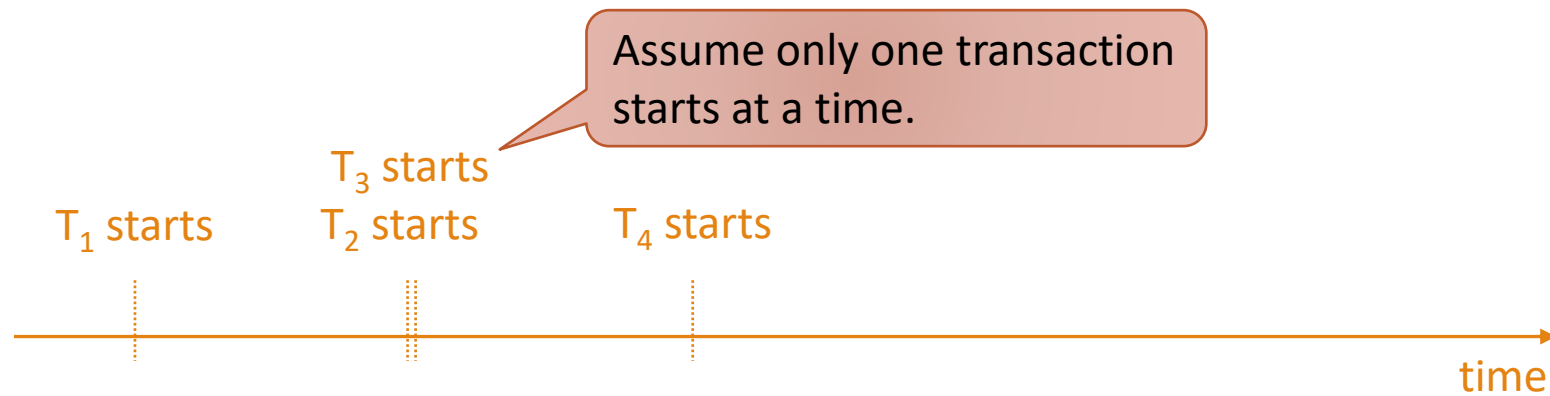 Assume only one transaction
starts at a time.
T₃ starts
T₁ starts
T₂ starts
T₄ starts
time